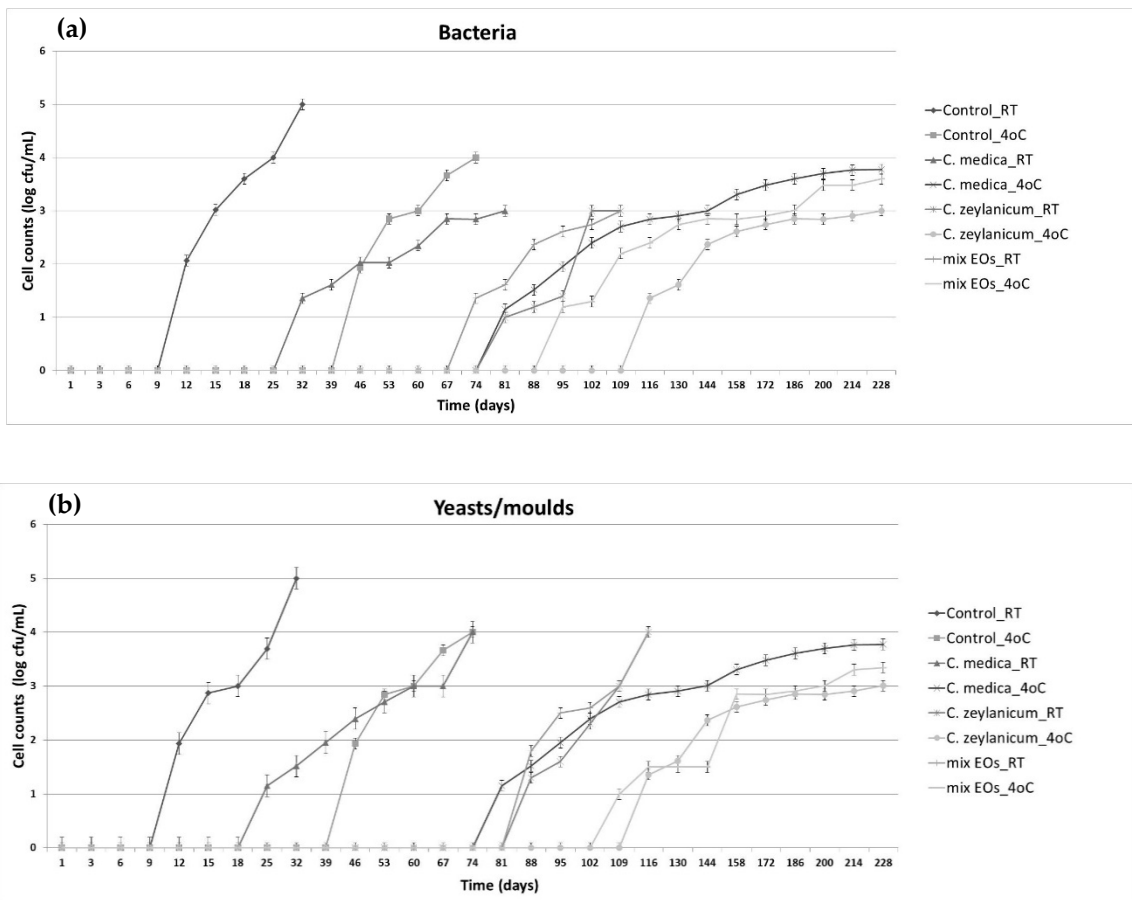 (a)
Bacteria
Cell counts (log cfu/mL)
6
5
4
3
2
1
0
1 3 6 9 12 15 18 25 32 39 46 53 60 67 74 81 88 95 102 109 116 130 144 158 172 186 200 214 228
Time (days)
Control_RT
Control_4oC
C. medica_RT
C. medica_4oC
C. zeylanicum_RT
C. zeylanicum_4oC
mix EOs_RT
mix EOs_4oC
(b)
Yeasts/moulds
Cell counts (log cfu/mL)
6
5
4
3
2
1
0
1 3 6 9 12 15 18 25 32 39 46 53 60 67 74 81 88 95 102 109 116 130 144 158 172 186 200 214 228
Time (days)
Control_RT
Control_4oC
C. medica_RT
C. medica_4oC
C. zeylanicum_RT
C. zeylanicum_4oC
mix EOs_RT
mix EOs_4oC